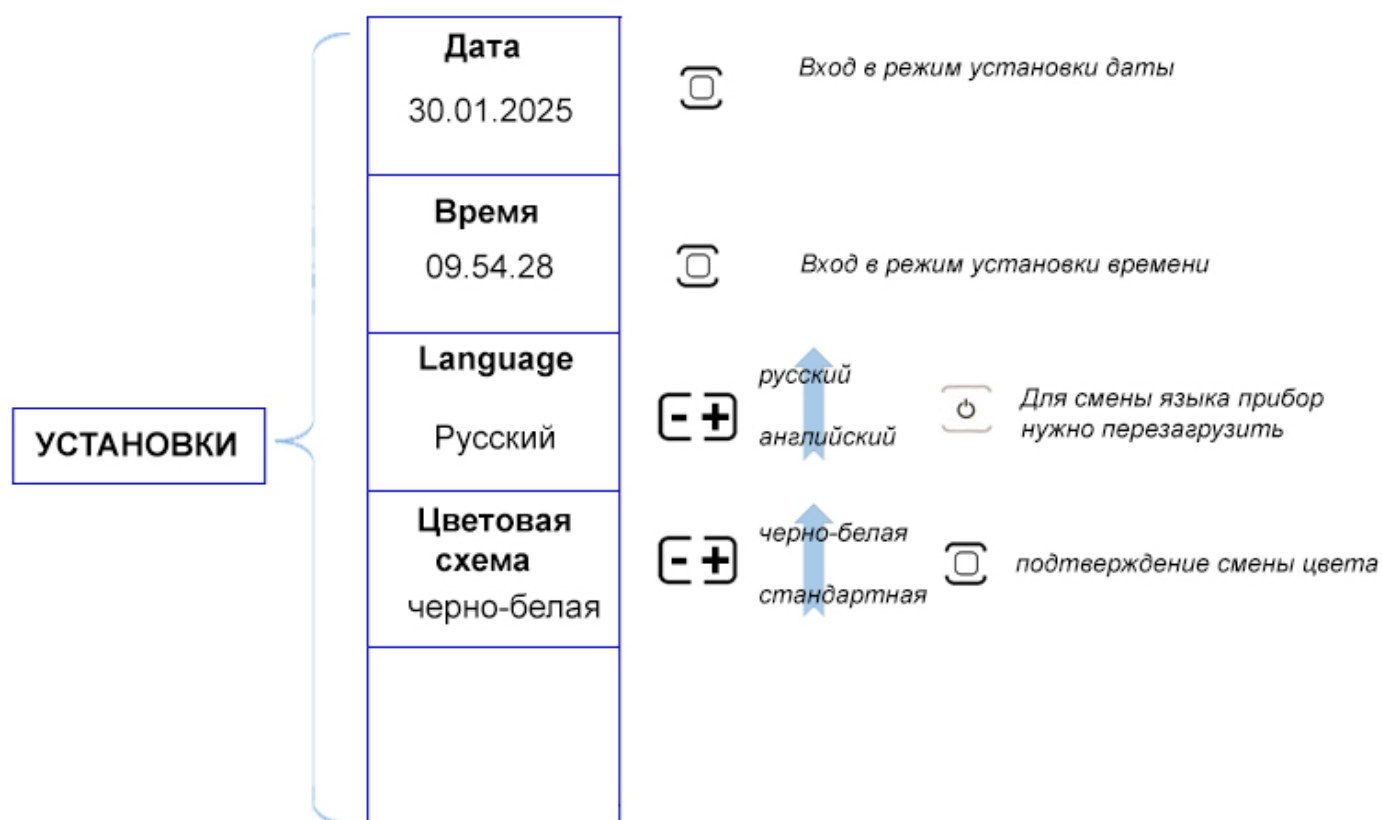 Дата
30.01.2025
Вход в режим установки даты
Время
09.54.28
Вход в режим установки времени
УСТАНОВКИ
Language
Русский
- +
русский
английский
Для смены языка прибор
нужно перезагрузить
Цветовая
схема
черно-белая
- +
черно-белая
стандартная
подтверждение смены цвета